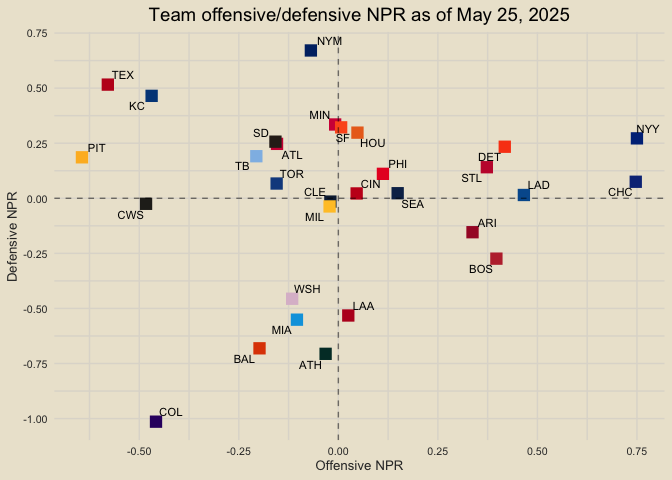 Team offensive/defensive NPR as of May 25, 2025
0.75
NYM
TEX
0.50
KC
MIN
SD
SF
HOU
NYY
0.25
PIT
ATL
DET
TB
PHI
STL
TOR
CIN
LAD
CLE
CHC
0.00
CWS
MIL
SEA
ARI
BOS
-0.25
WSH
LAA
-0.50
MIA
BAL
ATH
-0.75
COL
-1.00
Defensive NPR
-0.50
-0.25
0.00
0.25
0.50
0.75
Offensive NPR